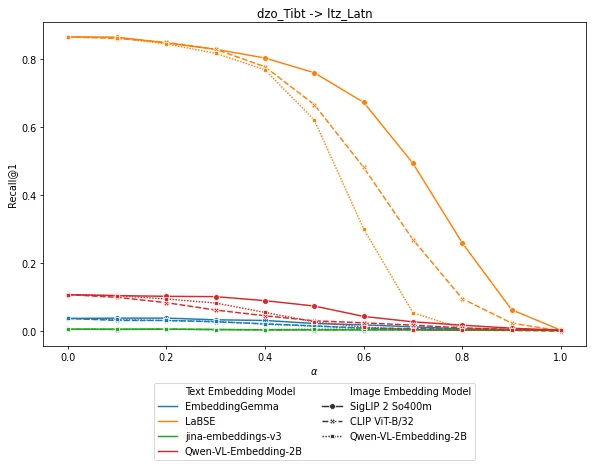 dzo_Tibt -> ltz_Latn
Recall@1
0.8
0.6
0.4
0.2
0.0
0.0 0.2 0.4 0.6 0.8 1.0
α
Text Embedding Model
EmbeddingGemma
LaBSE
jina-embeddings-v3
Qwen-VL-Embedding-2B
Image Embedding Model
SigLIP 2 So400m
CLIP ViT-B/32
Qwen-VL-Embedding-2B